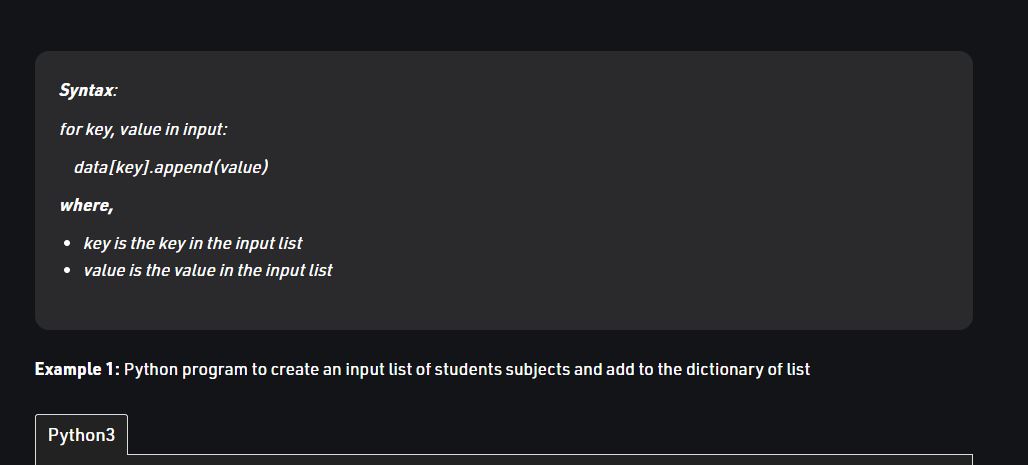 Syntax:
for key, value in input:
data[key].append(value)
where,
• key is the key in the input list
• value is the value in the input list
Example 1: Python program to create an input list of students subjects and add to the dictionary of list
Python3